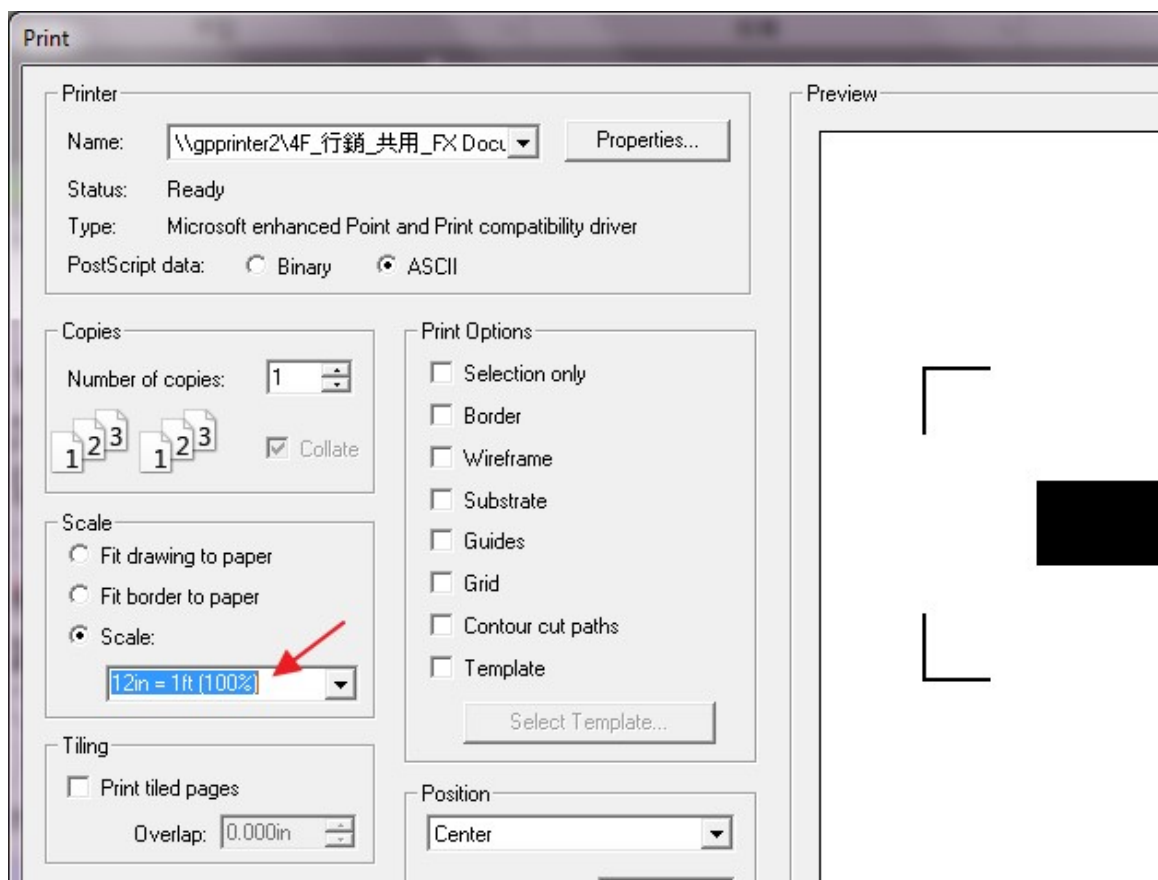 Print
Printer
Name: \\gpprinter2\4F_行銷_共用_FX Docu
Properties...
Status: Ready
Type: Microsoft enhanced Point and Print compatibility driver
PostScript data: Binary ASCII
Copies
Number of copies: 1
1 2 3 1 2 3
Collate
Scale
Fit drawing to paper
Fit border to paper
Scale:
12in = 1ft (100%)
Tiling
Print tiled pages
Overlap: 0.000in
Print Options
Selection only
Border
Wireframe
Substrate
Guides
Grid
Contour cut paths
Template
Select Template...
Position
Center
Preview